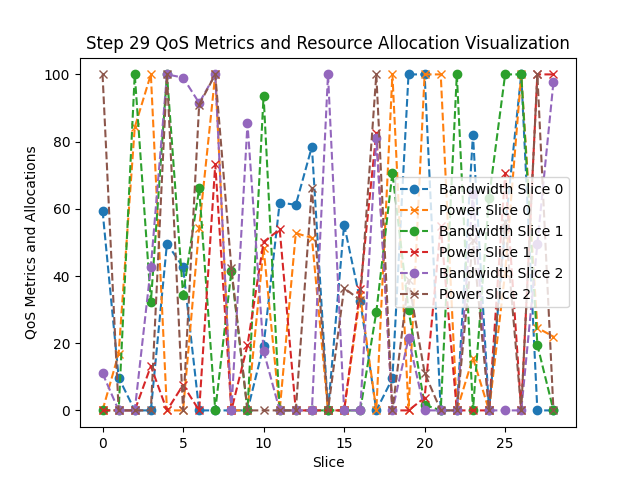 Step 29 QoS Metrics and Resource Allocation Visualization
QoS Metrics and Allocations
100
80
60
40
20
0
Bandwidth Slice 0
Power Slice 0
Bandwidth Slice 1
Power Slice 1
Bandwidth Slice 2
Power Slice 2
0 5 10 15 20 25
Slice